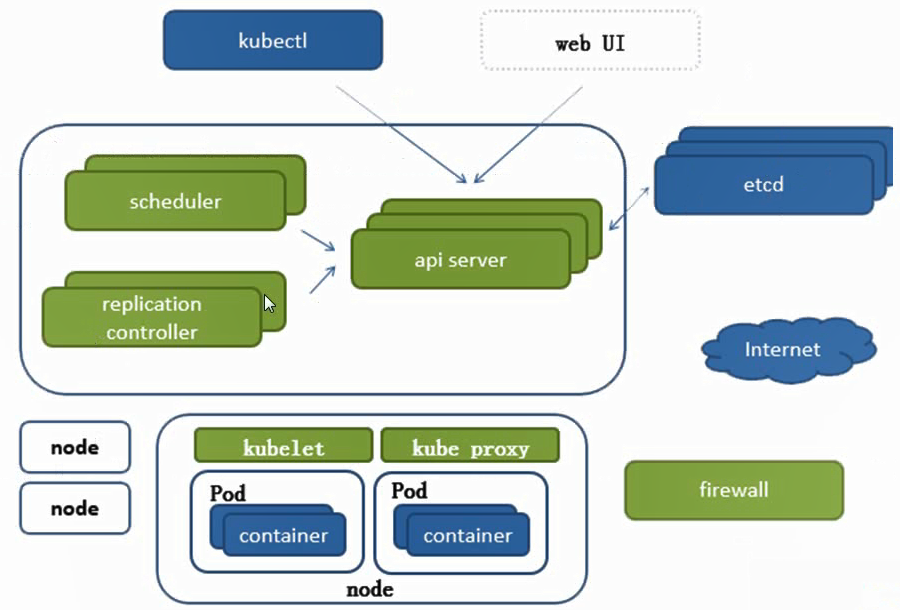 kubectl
web UI
scheduler
etcd
api server
replication
controller
Internet
node
node
kubelet
kube proxy
Pod
container
Pod
container
node
firewall